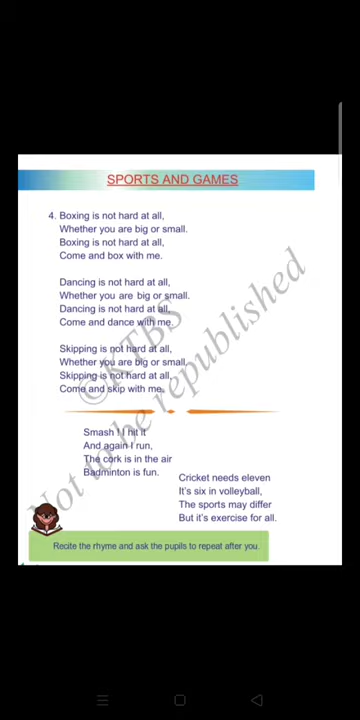 SPORTS AND GAMES
4. Boxing is not hard at all,
Whether you are big or small.
Boxing is not hard at all,
Come and box with me.
Dancing is not hard at all,
Whether you are big or small.
Dancing is not hard at all,
Come and dance with me.
Skipping is not hard at all,
Whether you are big or small,
Skipping is not hard at all,
Come and skip with me.
Smash ! I hit it
And again I run,
The cork is in the air
Badminton is fun.
Cricket needs eleven
It's six in volleyball,
The sports may differ
But it's exercise for all.
Recite the rhyme and ask the pupils to repeat after you.
©KTBS
Not to be republished